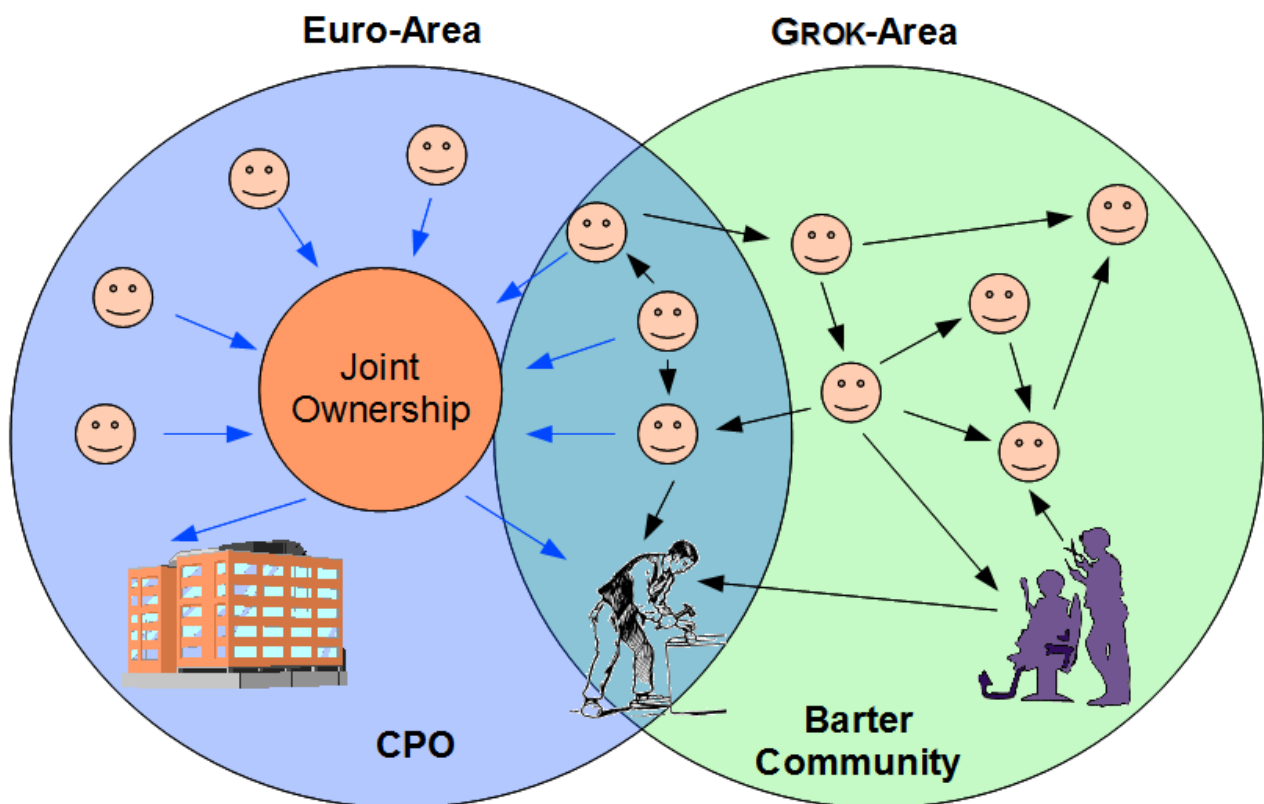 Euro-Area
GROK-Area
Joint
Ownership
CPO
Barter
Community